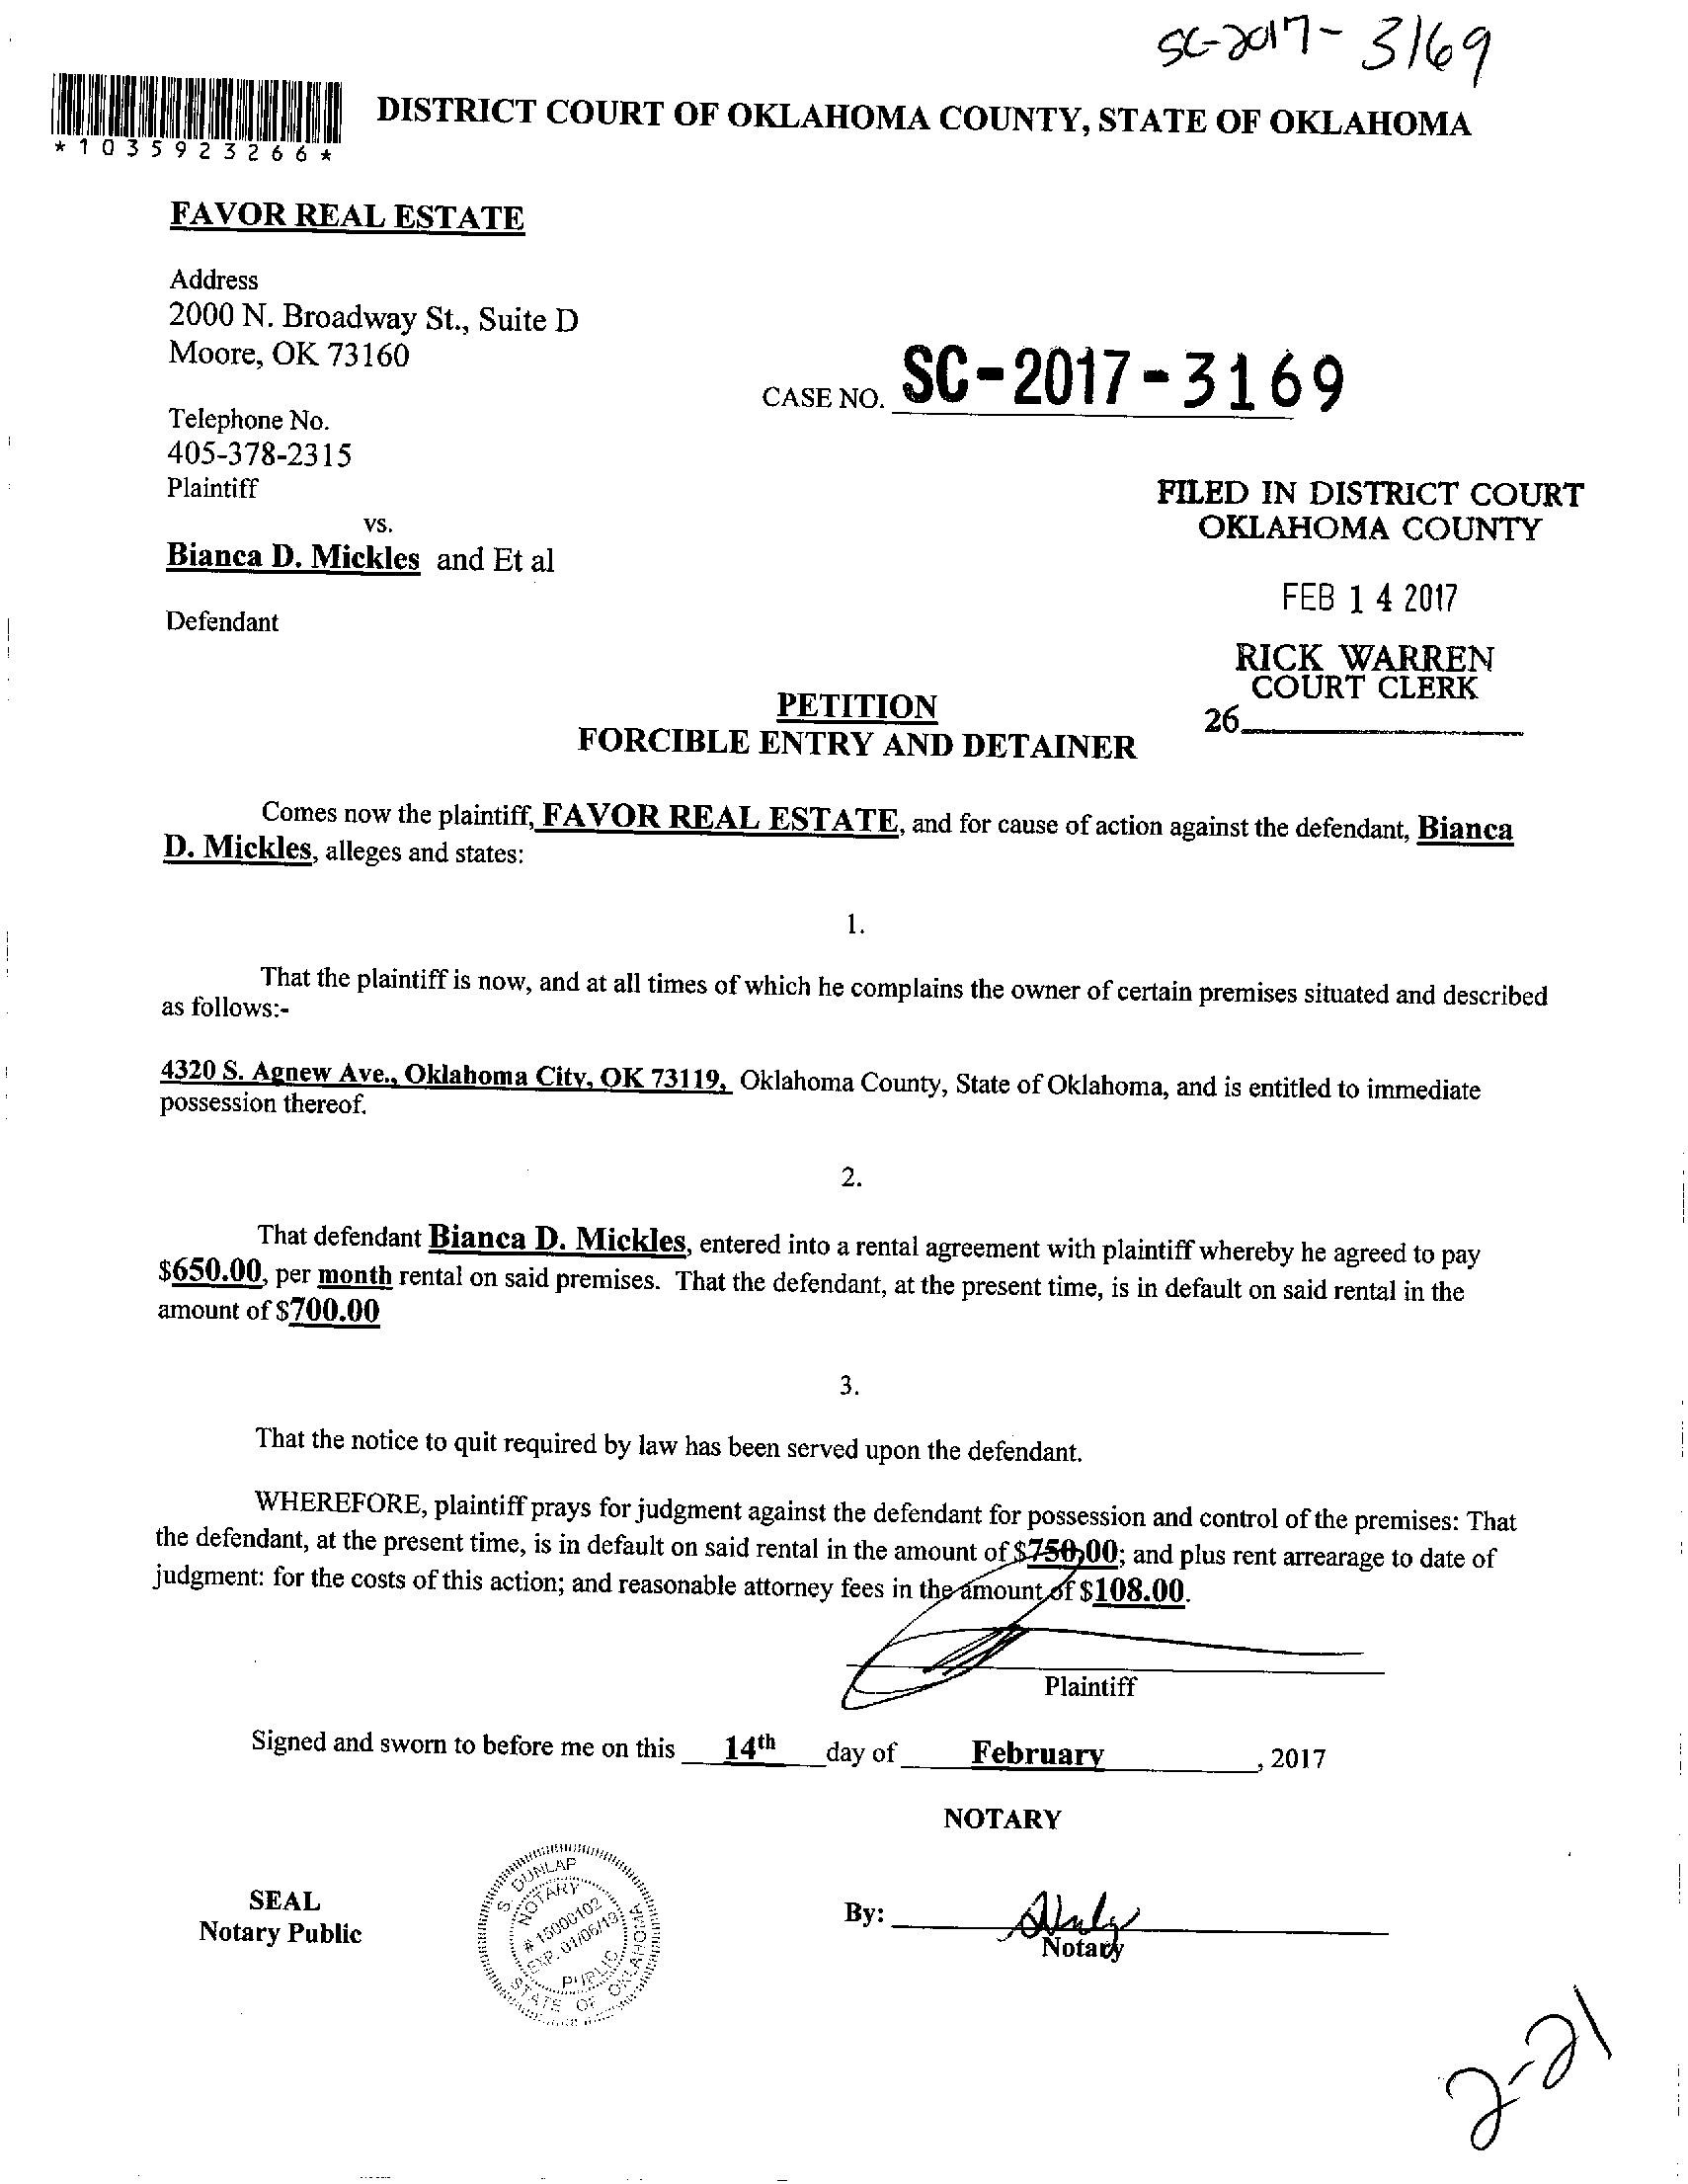 SC-2017-3169
*1035923266*
DISTRICT COURT OF OKLAHOMA COUNTY, STATE OF OKLAHOMA
FAVOR REAL ESTATE
Address
2000 N. Broadway St., Suite D
Moore, OK 73160
CASE NO. SC-2017-3169
Telephone No.
405-378-2315
Plaintiff
vs.
Bianca D. Mickles and Et al
Defendant
FILED IN DISTRICT COURT
OKLAHOMA COUNTY
FEB 14 2017
RICK WARREN
COURT CLERK
26
PETITION
FORCIBLE ENTRY AND DETAINER
Comes now the plaintiff, FAVOR REAL ESTATE, and for cause of action against the defendant, Bianca
D. Mickles, alleges and states:
1.
That the plaintiff is now, and at all times of which he complains the owner of certain premises situated and described
as follows:-
4320 S. Agnew Ave., Oklahoma City, OK 73119, Oklahoma County, State of Oklahoma, and is entitled to immediate
possession thereof.
2.
That defendant Bianca D. Mickles, entered into a rental agreement with plaintiff whereby he agreed to pay
$650.00, per month rental on said premises. That the defendant, at the present time, is in default on said rental in the
amount of $700.00
3.
That the notice to quit required by law has been served upon the defendant.
WHEREFORE, plaintiff prays for judgment against the defendant for possession and control of the premises: That
the defendant, at the present time, is in default on said rental in the amount of $750.00; and plus rent arrearage to date of
judgment: for the costs of this action; and reasonable attorney fees in the amount of $108.00.
Plaintiff
Signed and sworn to before me on this 14th day of February, 2017
NOTARY
SEAL
Notary Public
S. DUNLAP
NOTARY
# 15000102
EXP. 01/06/19
PUBLIC
STATE OF OKLAHOMA
By:
Notary
2-21